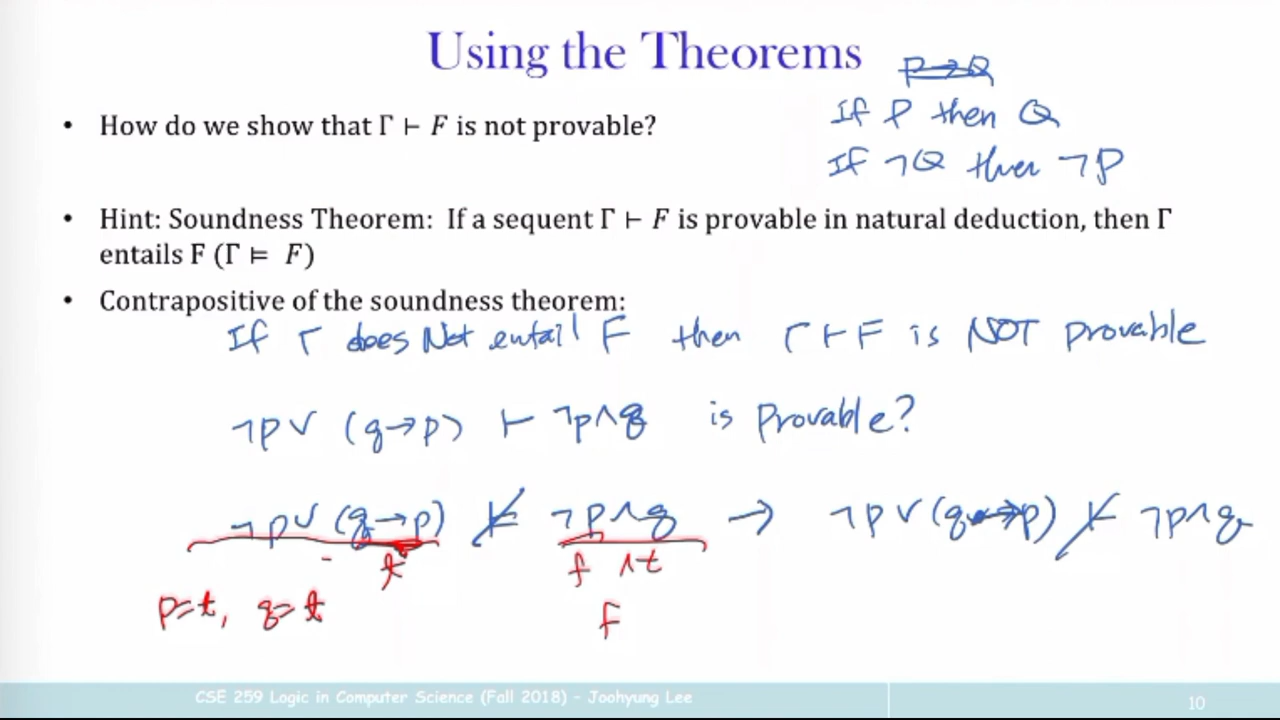 Using the Theorems
P→Q
• How do we show that Γ ⊢ F is not provable?
If P then Q
If ¬Q then ¬P
• Hint: Soundness Theorem: If a sequent Γ ⊢ F is provable in natural deduction, then Γ
entails F (Γ ⊨ F)
• Contrapositive of the soundness theorem:
If Γ does Not entail F then Γ ⊢ F is NOT provable
¬p∨ (q→p) ⊢ ¬p∧q is provable?
¬p∨ (q→p) ⊭ ¬p∧q → ¬p∨(q→p) ⊬ ¬p∧q
t f ∧t
p=t, q=t F
CSE 259 Logic in Computer Science (Fall 2018) - Joohyung Lee 10